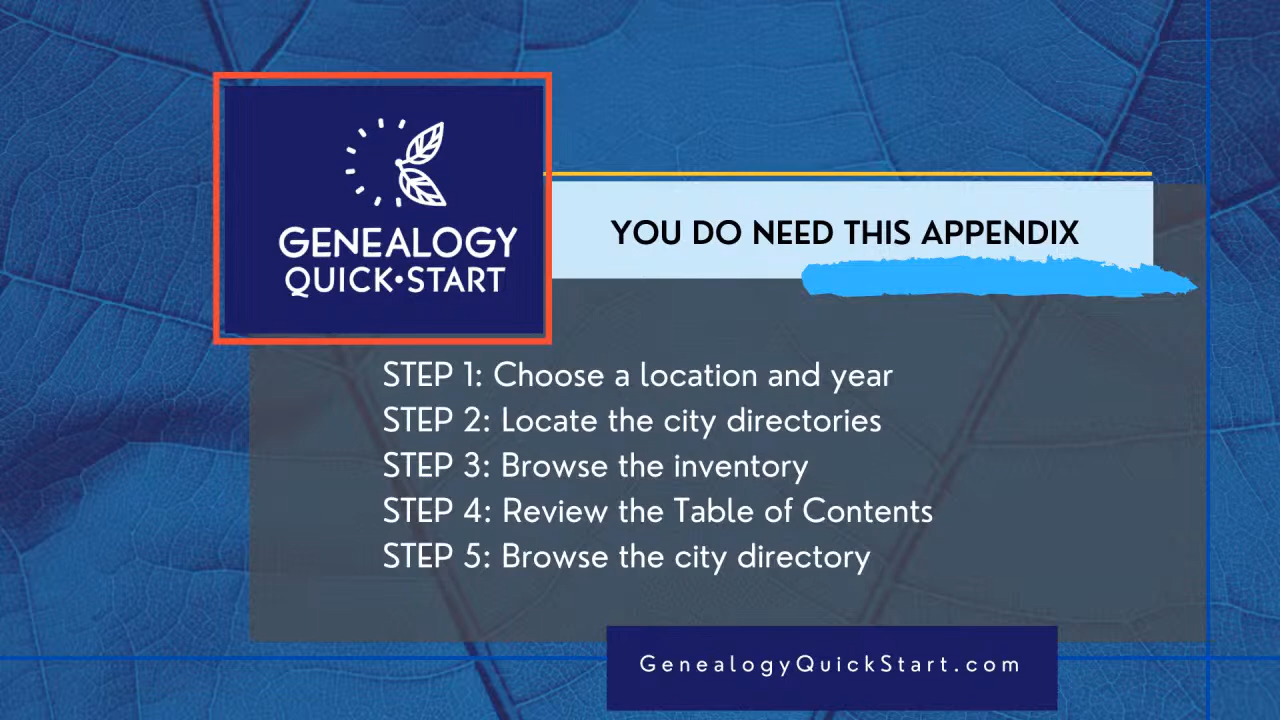 GENEALOGY
QUICK•START
YOU DO NEED THIS APPENDIX
STEP 1: Choose a location and year
STEP 2: Locate the city directories
STEP 3: Browse the inventory
STEP 4: Review the Table of Contents
STEP 5: Browse the city directory
GenealogyQuickStart.com